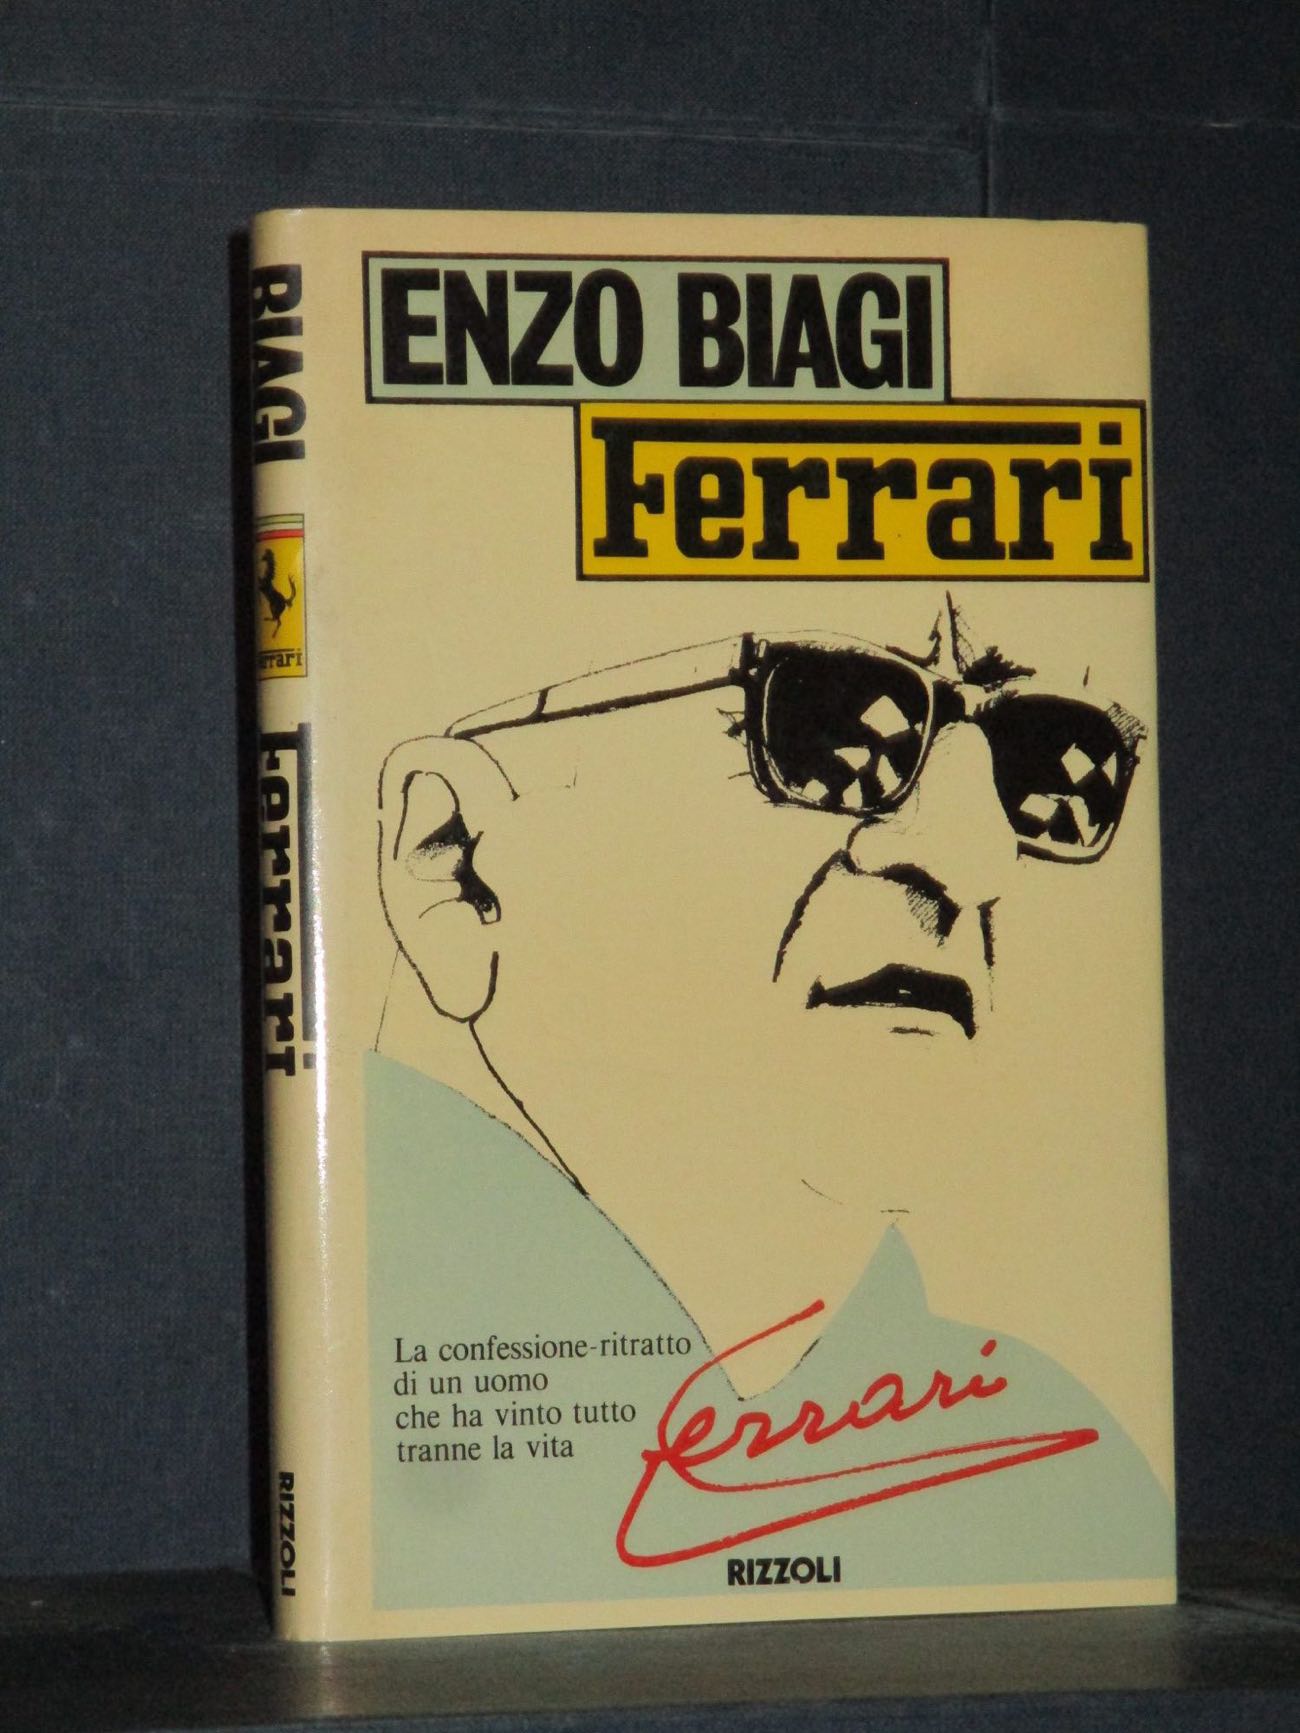 ENZO BIAGI
Ferrari
La confessione-ritratto
di un uomo
che ha vinto tutto
tranne la vita
Ferrari
RIZZOLI
BIAGI
Ferrari
Ferrari
RIZZOLI